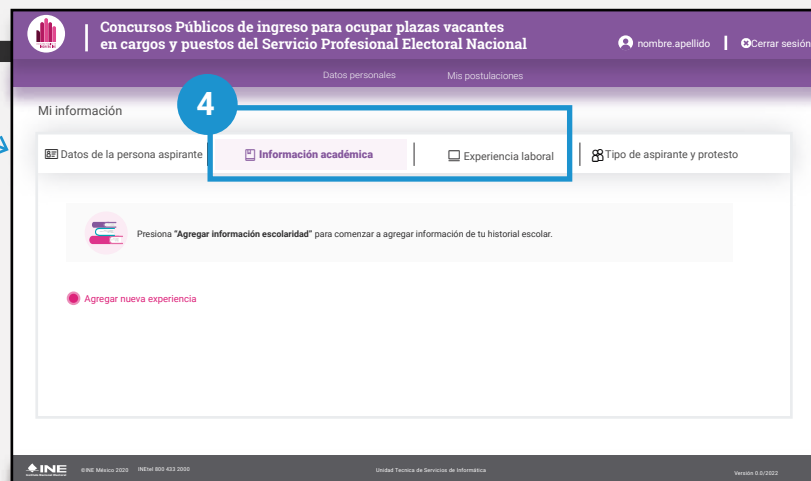 Concursos Públicos de ingreso para ocupar plazas vacantes
en cargos y puestos del Servicio Profesional Electoral Nacional
nombre.apellido
Cerrar sesión
Datos personales
Mis postulaciones
Mi información
4
Datos de la persona aspirante
Información académica
Experiencia laboral
Tipo de aspirante y protesto
Presiona "Agregar información escolaridad" para comenzar a agregar información de tu historial escolar.
Agregar nueva experiencia
INE
©INE México 2020
INEtel 800 433 2000
Unidad Tecnica de Servicios de Informática
Versión 0.0/2022